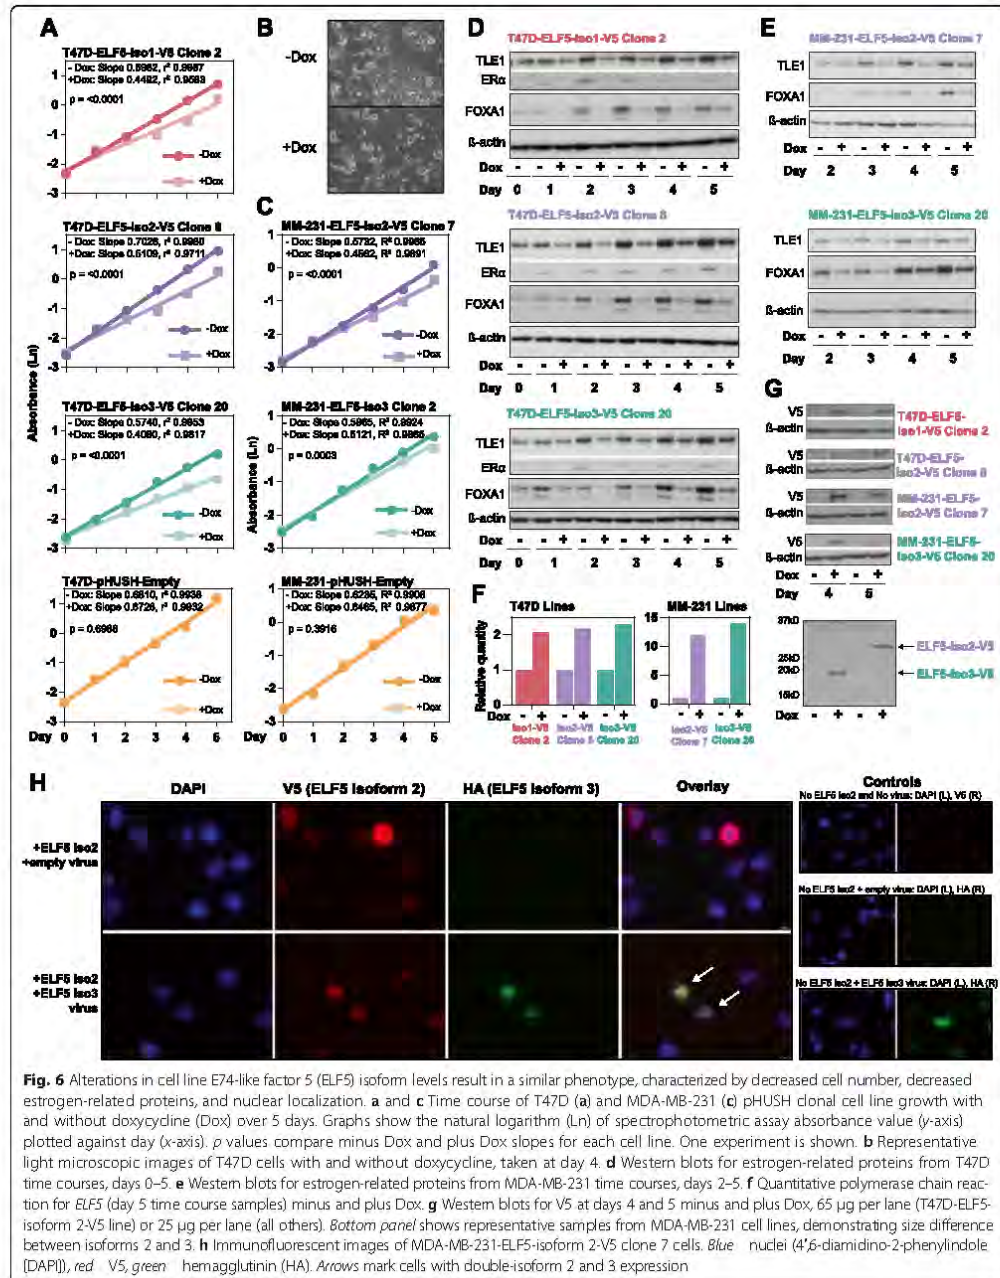 A
B
C
D
E
F
G
H
T47D-ELF5-Iso1-V5 Clone 2
- Dox: Slope 0.5962, r² 0.9967
+Dox: Slope 0.4492, r² 0.9583
p = <0.0001
-Dox
+Dox
T47D-ELF5-Iso2-V5 Clone 8
- Dox: Slope 0.7026, r² 0.9980
+Dox: Slope 0.5109, r² 0.9711
p = <0.0001
-Dox
+Dox
T47D-ELF5-Iso3-V5 Clone 20
- Dox: Slope 0.5740, r² 0.9953
+Dox: Slope 0.4090, r² 0.9817
p = <0.0001
-Dox
+Dox
T47D-pHUSH-Empty
- Dox: Slope 0.6810, r² 0.9938
+Dox: Slope 0.6726, r² 0.9932
p = 0.6968
-Dox
+Dox
Absorbance (Ln)
Day 0 1 2 3 4 5
-Dox
+Dox
MM-231-ELF5-Iso2-V5 Clone 7
- Dox: Slope 0.5732, R² 0.9965
+Dox: Slope 0.4562, R² 0.9891
p = <0.0001
-Dox
+Dox
MM-231-ELF5-Iso3 Clone 2
- Dox: Slope 0.5865, R² 0.9924
+Dox: Slope 0.5121, R² 0.9865
p = 0.0003
-Dox
+Dox
MM-231-pHUSH-Empty
- Dox: Slope 0.6235, R² 0.9906
+Dox: Slope 0.6465, R² 0.9877
p = 0.3916
-Dox
+Dox
Absorbance (Ln)
0 1 2 3 4 5
T47D-ELF5-Iso1-V5 Clone 2
TLE1
ERα
FOXA1
ß-actin
Dox - - + - + - + - + - +
Day 0 1 2 3 4 5
T47D-ELF5-Iso2-V5 Clone 8
TLE1
ERα
FOXA1
ß-actin
Dox - - + - + - + - + - +
Day 0 1 2 3 4 5
T47D-ELF5-Iso3-V5 Clone 20
TLE1
ERα
FOXA1
ß-actin
Dox - - + - + - + - + - +
Day 0 1 2 3 4 5
MM-231-ELF5-Iso2-V5 Clone 7
TLE1
FOXA1
ß-actin
Dox - + - + - + - +
Day 2 3 4 5
MM-231-ELF5-Iso3-V5 Clone 20
TLE1
FOXA1
ß-actin
Dox - + - + - + - +
Day 2 3 4 5
T47D Lines
MM-231 Lines
Relative quantity
Dox - + - + - + - + - +
Iso1-V5 Clone 2
Iso2-V5 Clone 8
Iso3-V5 Clone 20
Iso2-V5 Clone 7
Iso3-V5 Clone 20
V5
ß-actin
T47D-ELF5-
Iso1-V5 Clone 2
V5
ß-actin
T47D-ELF5-
Iso2-V5 Clone 8
V5
ß-actin
MM-231-ELF5-
Iso2-V5 Clone 7
V5
ß-actin
MM-231-ELF5-
Iso3-V5 Clone 20
Dox - + - +
Day 4 5
37kD
25kD
20kD
15kD
ELF5-Iso2-V5
ELF5-Iso3-V5
Dox - + - +
DAPI
V5 (ELF5 Isoform 2)
HA (ELF5 Isoform 3)
Overlay
Controls
+ELF5 Iso2
+empty virus
+ELF5 Iso2
+ELF5 Iso3
virus
No ELF5 Iso2 and No virus: DAPI (L), V5 (R)
No ELF5 Iso2 + empty virus: DAPI (L), HA (R)
No ELF5 Iso2 + ELF5 Iso3 virus: DAPI (L), HA (R)
Fig. 6 Alterations in cell line E74-like factor 5 (ELF5) isoform levels result in a similar phenotype, characterized by decreased cell number, decreased
estrogen-related proteins, and nuclear localization. a and c Time course of T47D (a) and MDA-MB-231 (c) pHUSH clonal cell line growth with
and without doxycycline (Dox) over 5 days. Graphs show the natural logarithm (Ln) of spectrophotometric assay absorbance value (y-axis)
plotted against day (x-axis). p values compare minus Dox and plus Dox slopes for each cell line. One experiment is shown. b Representative
light microscopic images of T47D cells with and without doxycycline, taken at day 4. d Western blots for estrogen-related proteins from T47D
time courses, days 0–5. e Western blots for estrogen-related proteins from MDA-MB-231 time courses, days 2–5. f Quantitative polymerase chain reac-
tion for ELF5 (day 5 time course samples) minus and plus Dox. g Western blots for V5 at days 4 and 5 minus and plus Dox, 65 μg per lane (T47D-ELF5-
isoform 2-V5 line) or 25 μg per lane (all others). Bottom panel shows representative samples from MDA-MB-231 cell lines, demonstrating size difference
between isoforms 2 and 3. h Immunofluorescent images of MDA-MB-231-ELF5-isoform 2-V5 clone 7 cells. Blue nuclei (4′,6-diamidino-2-phenylindole
[DAPI]), red V5, green hemagglutinin (HA). Arrows mark cells with double-isoform 2 and 3 expression